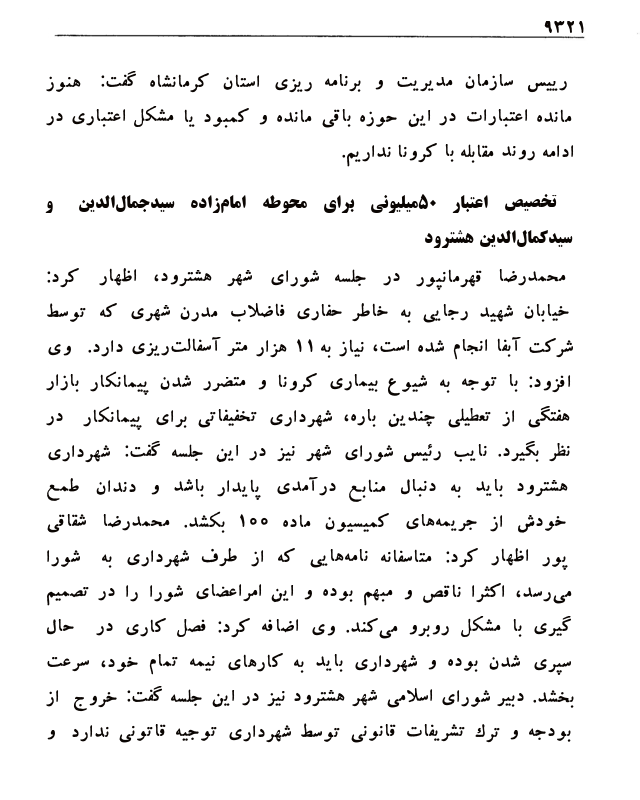 ۹۳۲۱
رییس سازمان مدیریت و برنامه ریزی استان کرمانشاه گفت: هنوز
مانده اعتبارات در این حوزه باقی مانده و کمبود یا مشکل اعتباری در
ادامه روند مقابله با کرونا نداریم.
تخصیص اعتبار ۵۰میلیونی برای محوطه امام‌زاده سیدجمال‌الدین و
سیدکمال‌الدین هشترود
محمدرضا قهرمانپور در جلسه شورای شهر هشترود، اظهار کرد:
خیابان شهید رجایی به خاطر حفاری فاضلاب مدرن شهری که توسط
شرکت آبفا انجام شده است، نیاز به ۱۱ هزار متر آسفالت‌ریزی دارد. وی
افزود: با توجه به شیوع بیماری کرونا و متضرر شدن پیمانکار بازار
هفتگی از تعطیلی چندین باره، شهرداری تخفیفاتی برای پیمانکار در
نظر بگیرد. نایب رئیس شورای شهر نیز در این جلسه گفت: شهرداری
هشترود باید به دنبال منابع درآمدی پایدار باشد و دندان طمع
خودش از جریمه‌های کمیسیون ماده ۱۰۰ بکشد. محمدرضا شقاقی
پور اظهار کرد: متاسفانه نامه‌هایی که از طرف شهرداری به شورا
می‌رسد، اکثرا ناقص و مبهم بوده و این امراعضای شورا را در تصمیم
گیری با مشکل روبرو می‌کند. وی اضافه کرد: فصل کاری در حال
سپری شدن بوده و شهرداری باید به کارهای نیمه تمام خود، سرعت
بخشد. دبیر شورای اسلامی شهر هشترود نیز در این جلسه گفت: خروج از
بودجه و ترك تشریفات قانونی توسط شهرداری توجیه قاتونی ندارد و